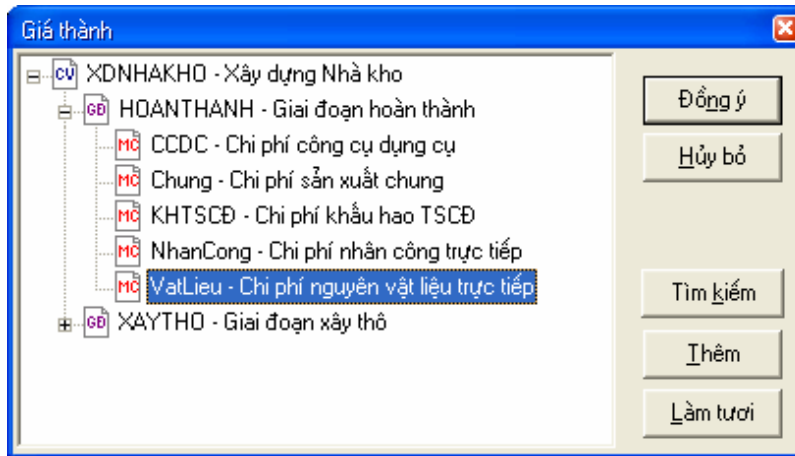 Giá thành
CV XDNHAKHO - Xây dựng Nhà kho
GĐ HOANTHANH - Giai đoạn hoàn thành
MC CCDC - Chi phí công cụ dụng cụ
MC Chung - Chi phí sản xuất chung
MC KHTSCĐ - Chi phí khấu hao TSCĐ
MC NhanCong - Chi phí nhân công trực tiếp
MC VatLieu - Chi phí nguyên vật liệu trực tiếp
GĐ XAYTHO - Giai đoạn xây thô
Đồng ý
Hủy bỏ
Tìm kiếm
Thêm
Làm tươi